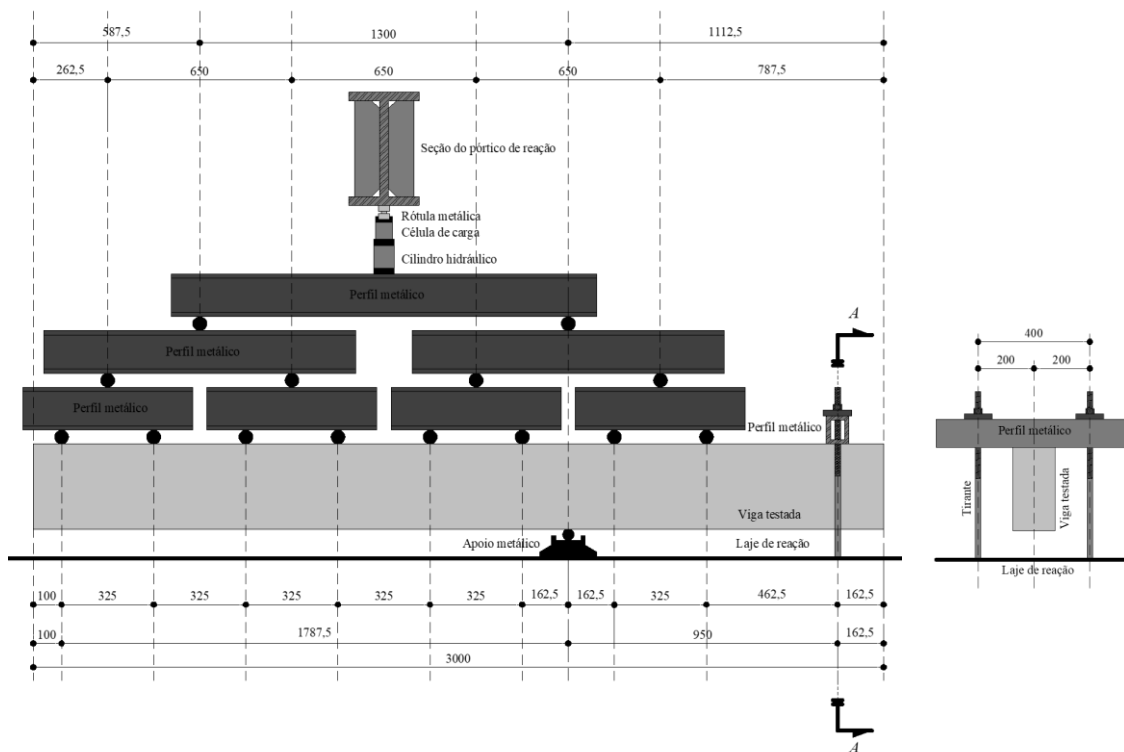 587,5
1300
1112,5
262,5
650
650
650
787,5
Seção do pórtico de reação
Rótula metálica
Célula de carga
Cilindro hidráulico
Perfil metálico
A
Perfil metálico
400
200
200
Perfil metálico
Perfil metálico
Perfil metálico
Tirante
Viga testada
Viga testada
Apoio metálico
Laje de reação
Laje de reação
100
325
325
325
325
325
162,5
162,5
325
462,5
162,5
100
1787,5
950
162,5
3000
A